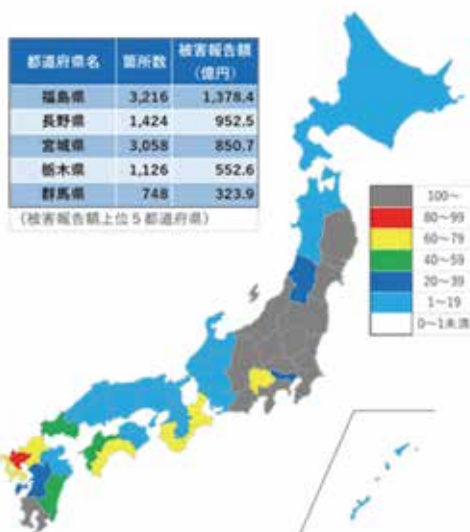 都道府県名 箇所数 被害報告額
(億円)
福島県 3,216 1,378.4
長野県 1,424 952.5
宮城県 3,058 850.7
栃木県 1,126 552.6
群馬県 748 323.9
(被害報告額上位5都道府県)
100～
80～99
60～79
40～59
20～39
1～19
0～1未満